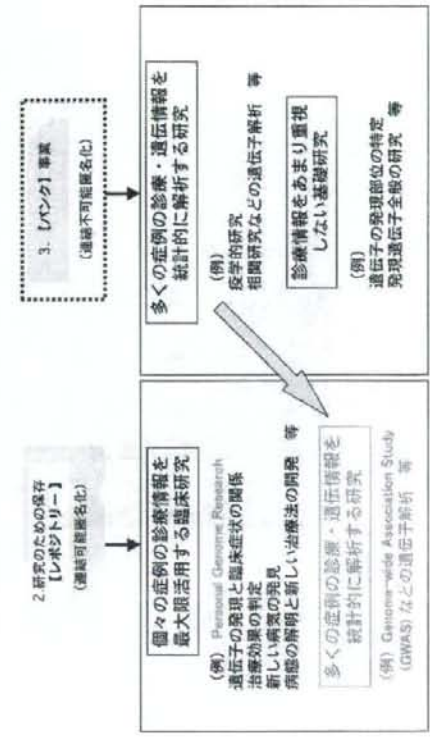 2.研究のための保存
【レポジトリー】
(連結可能匿名化)
個々の症例の診療情報を
最大限活用する臨床研究
(例) Personal Genome Research
遺伝子の発現と臨床症状の関係
治療効果の判定
新しい病気の発見
病態の解明と新しい治療法の開発 等
多くの症例の診療・遺伝情報を
統計的に解析する研究
(例) Genome-wide Association Study
(GWAS) などの遺伝子解析 等
3. 【バンク】事業
(連結不可能匿名化)
多くの症例の診療・遺伝情報を
統計的に解析する研究
(例)
疫学的研究
相関研究などの遺伝子解析 等
診療情報をあまり重視
しない基礎研究
(例)
遺伝子の発現部位の特定
発現遺伝子全般の研究 等